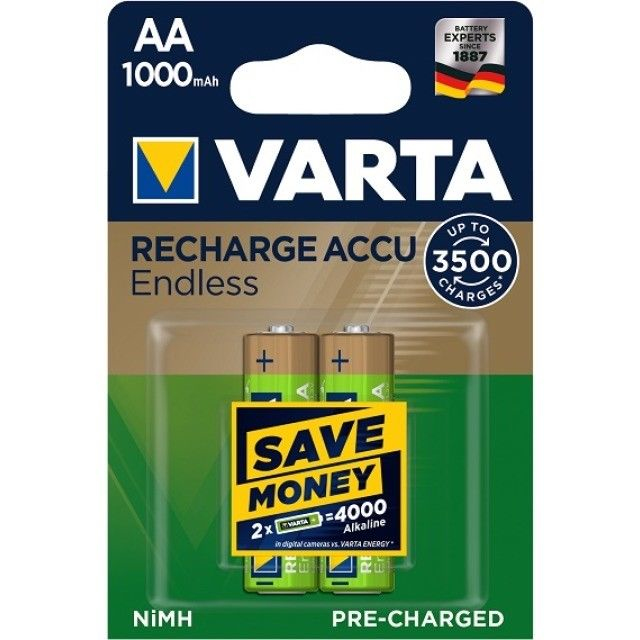 AA
1000mAh
BATTERY
EXPERTS
SINCE
1887
VARTA
RECHARGE ACCU
Endless
UP TO
3500
CHARGES*
+ +
SAVE
MONEY
2x VARTA + =4000
Alkaline
in digital cameras vs. VARTA ENERGY*
NiMH
PRE-CHARGED